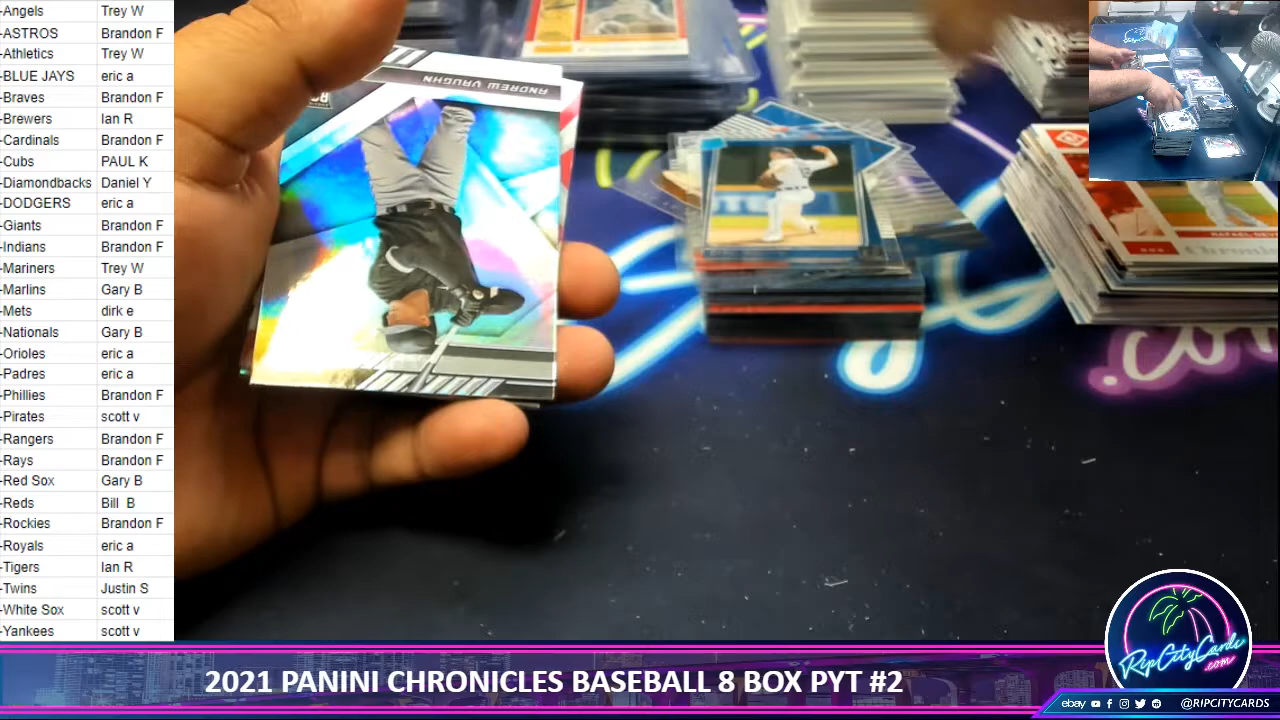 -Angels Trey W
-ASTROS Brandon F
-Athletics Trey W
-BLUE JAYS eric a
-Braves Brandon F
-Brewers Ian R
-Cardinals Brandon F
-Cubs PAUL K
-Diamondbacks Daniel Y
-DODGERS eric a
-Giants Brandon F
-Indians Brandon F
-Mariners Trey W
-Marlins Gary B
-Mets dirk e
-Nationals Gary B
-Orioles eric a
-Padres eric a
-Phillies Brandon F
-Pirates scott v
-Rangers Brandon F
-Rays Brandon F
-Red Sox Gary B
-Reds Bill B
-Rockies Brandon F
-Royals eric a
-Tigers Ian R
-Twins Justin S
-White Sox scott v
-Yankees scott v
ANDREW VAUGHN
.com
RipCityCards
.com
2021 PANINI CHRONICLES BASEBALL 8 BOX PYT #2
ebay @RIPCITYCARDS